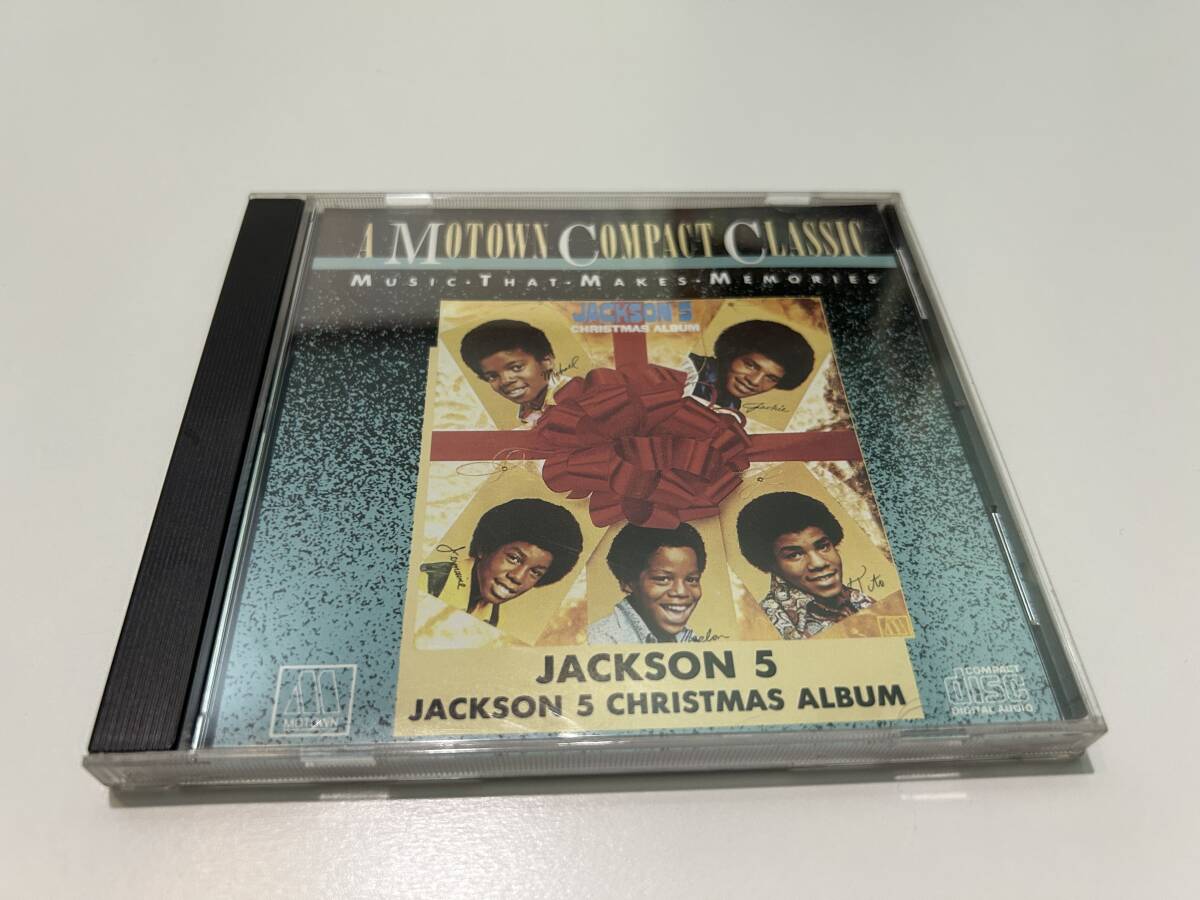 A MOTOWN COMPACT CLASSIC
MUSIC·THAT·MAKES·MEMORIES
JACKSON 5
CHRISTMAS ALBUM
Michael
Jackie
Jermaine
Marlon
Tito
JACKSON 5
JACKSON 5 CHRISTMAS ALBUM
M
MOTOWN
COMPACT
disc
DIGITAL AUDIO